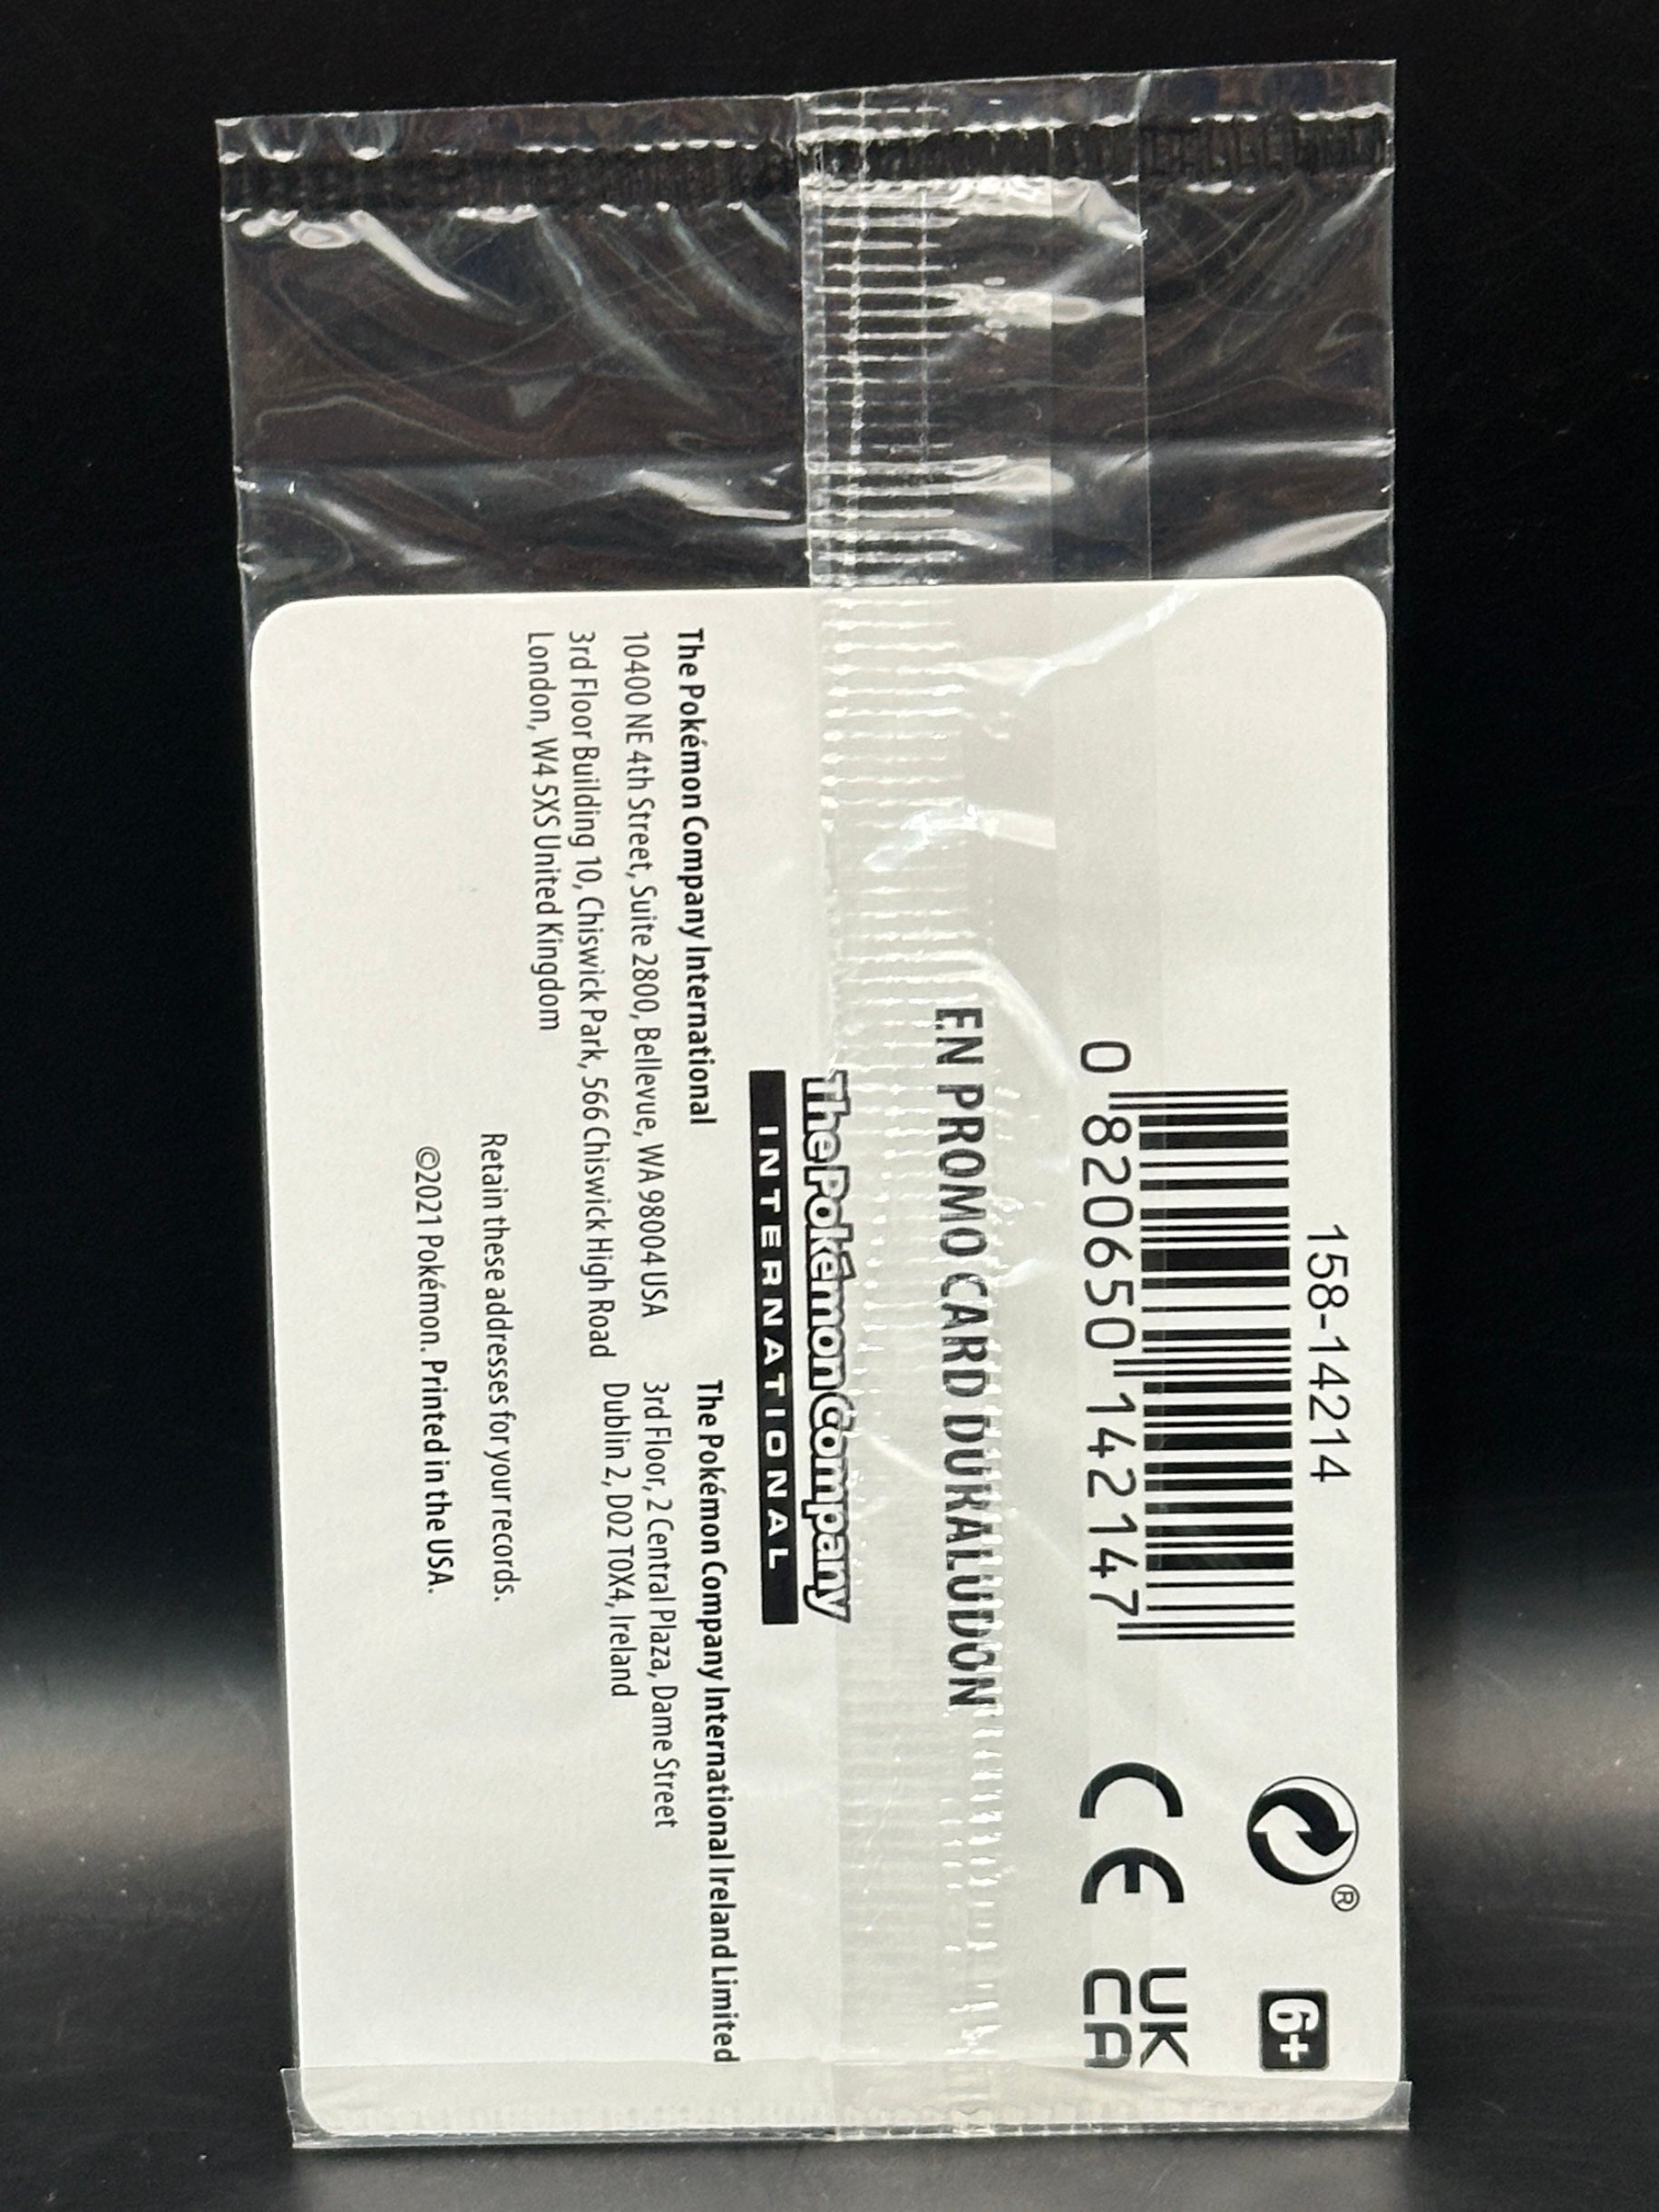 158-14214
0 820650 142147
®
6+
CE
UK
CA
EN PROMO CARD DURALUDON
The Pokémon Company
INTERNATIONAL
The Pokémon Company International
10400 NE 4th Street, Suite 2800, Bellevue, WA 98004 USA
3rd Floor Building 10, Chiswick Park, 566 Chiswick High Road
London, W4 5XS United Kingdom
The Pokémon Company International Ireland Limited
3rd Floor, 2 Central Plaza, Dame Street
Dublin 2, D02 T0X4, Ireland
Retain these addresses for your records.
©2021 Pokémon. Printed in the USA.